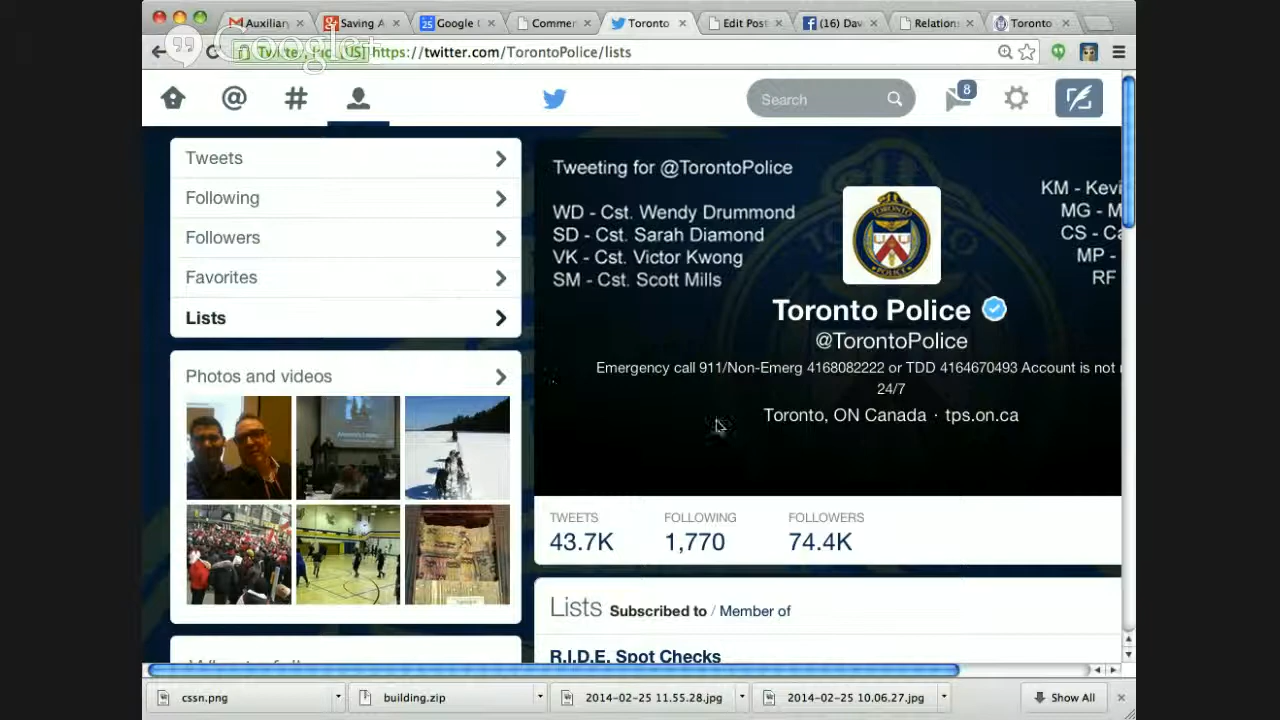 Auxiliary
Saving A
Google
Comme
Toronto
Edit Post
(16) Dav
Relation
Toronto
Google+
https://twitter.com/TorontoPolice/lists
Search
8
Tweets
Following
Followers
Favorites
Lists
Photos and videos
Tweeting for @TorontoPolice
WD - Cst. Wendy Drummond
SD - Cst. Sarah Diamond
VK - Cst. Victor Kwong
SM - Cst. Scott Mills
KM - Kevi
MG - M
CS - Ca
MP -
RF
TORONTO
POLICE
Toronto Police
@TorontoPolice
Emergency call 911/Non-Emerg 4168082222 or TDD 4164670493 Account is not
24/7
Toronto, ON Canada · tps.on.ca
TWEETS FOLLOWING FOLLOWERS
43.7K 1,770 74.4K
Lists Subscribed to / Member of
R.I.D.E. Spot Checks
cssn.png
building.zip
2014-02-25 11.55.28.jpg
2014-02-25 10.06.27.jpg
Show All